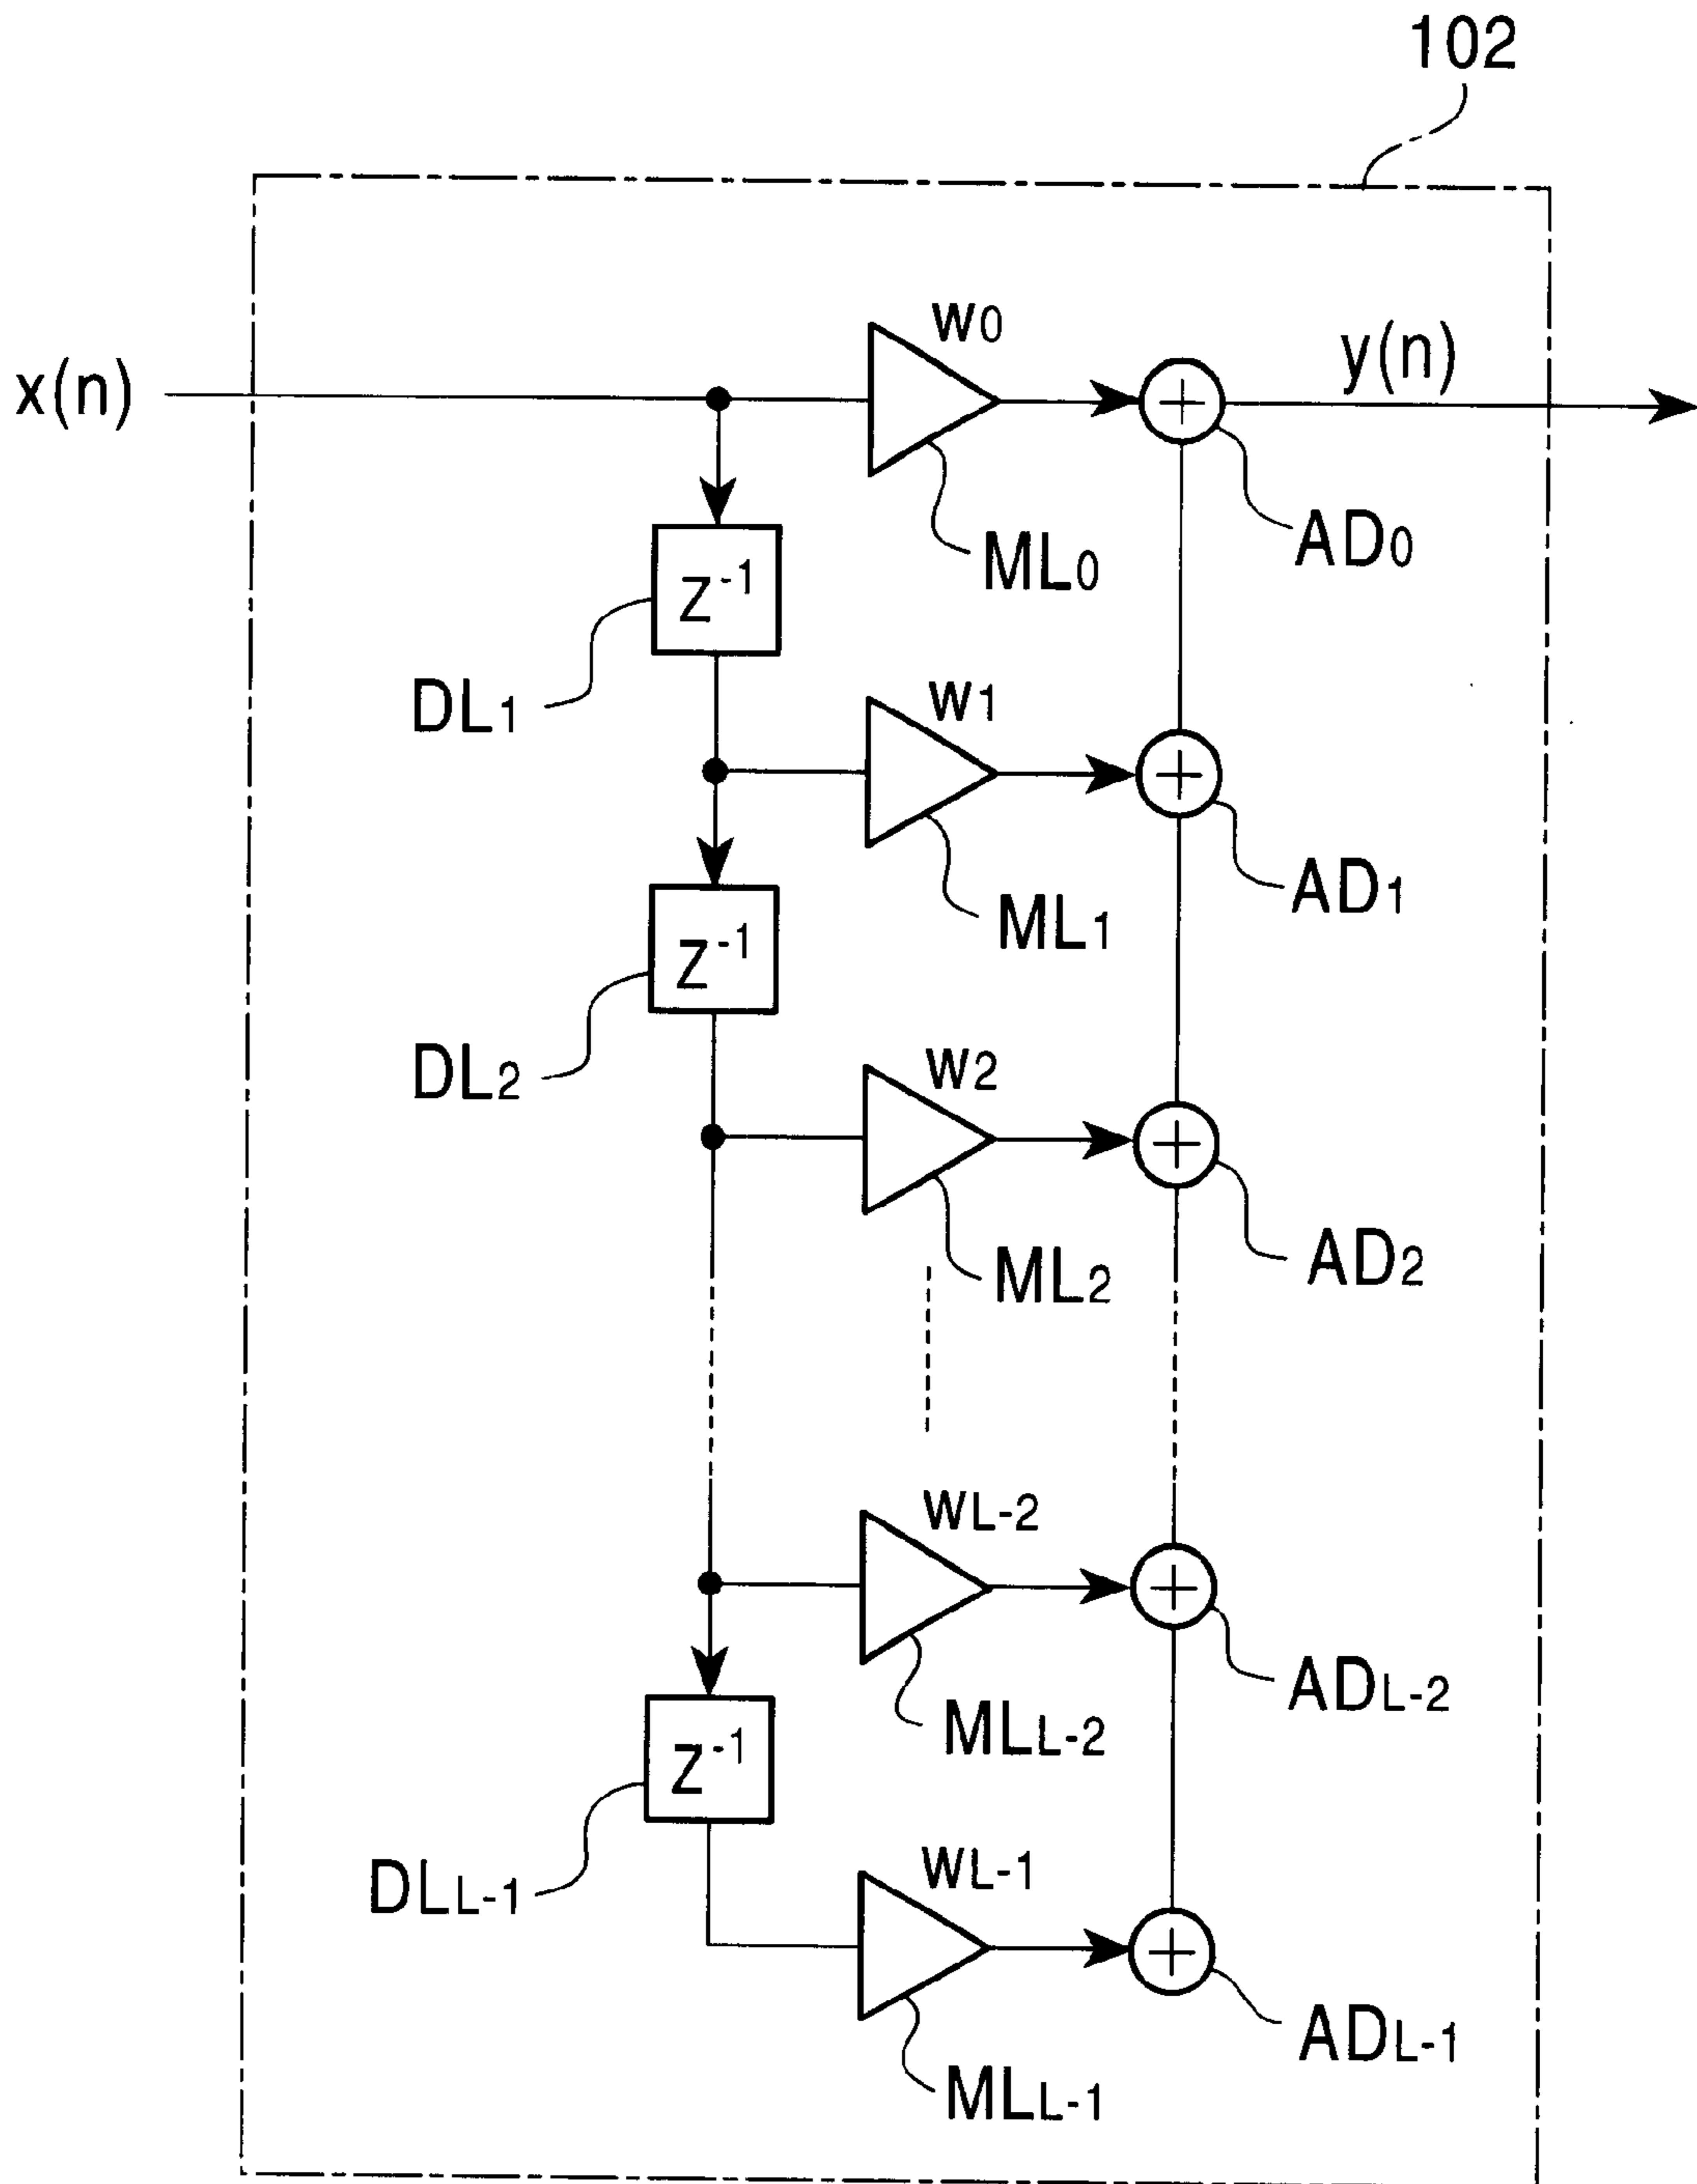 102
w0
y(n)
x(n)
AD0
ML0
z-1
DL1
w1
AD1
ML1
z-1
DL2
w2
AD2
ML2
wL-2
ADL-2
MLL-2
z-1
DLL-1
wL-1
ADL-1
MLL-1